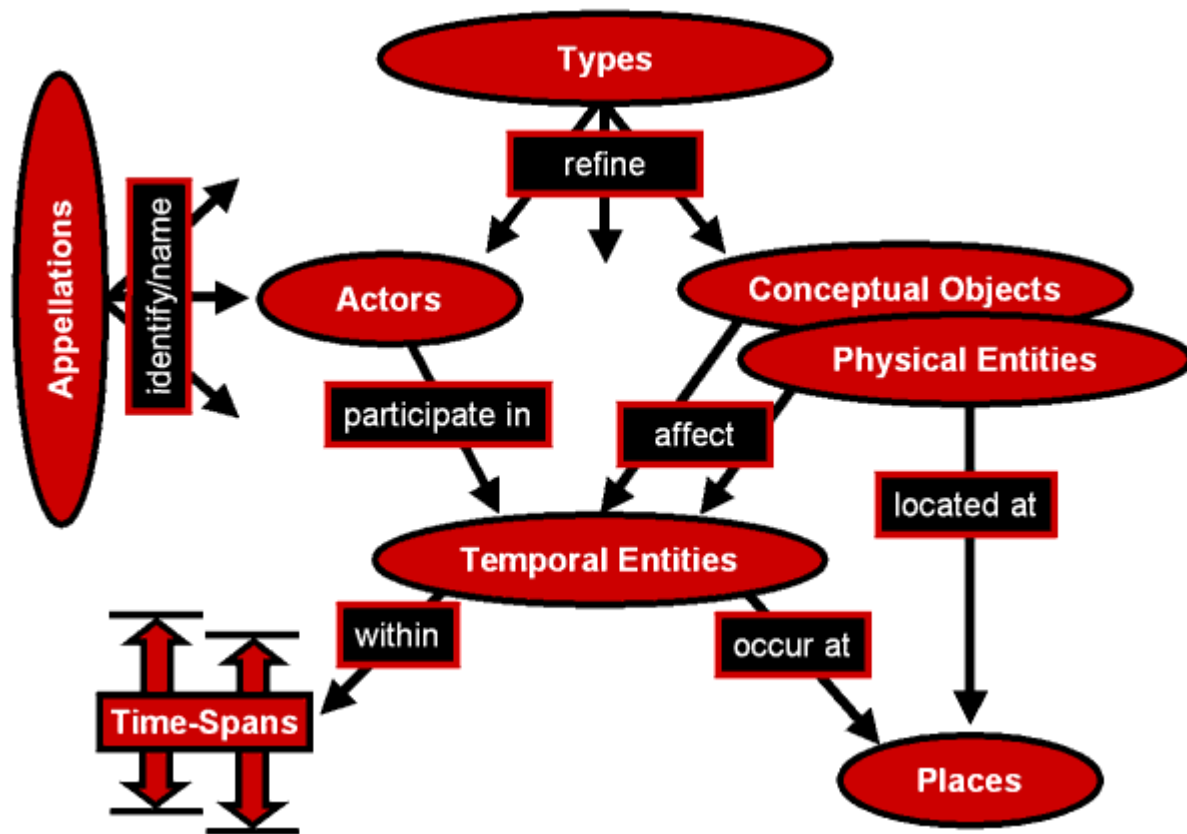 Types
refine
Appellations
identify/name
Actors
Conceptual Objects
Physical Entities
participate in
affect
located at
Temporal Entities
within
occur at
Time-Spans
Places